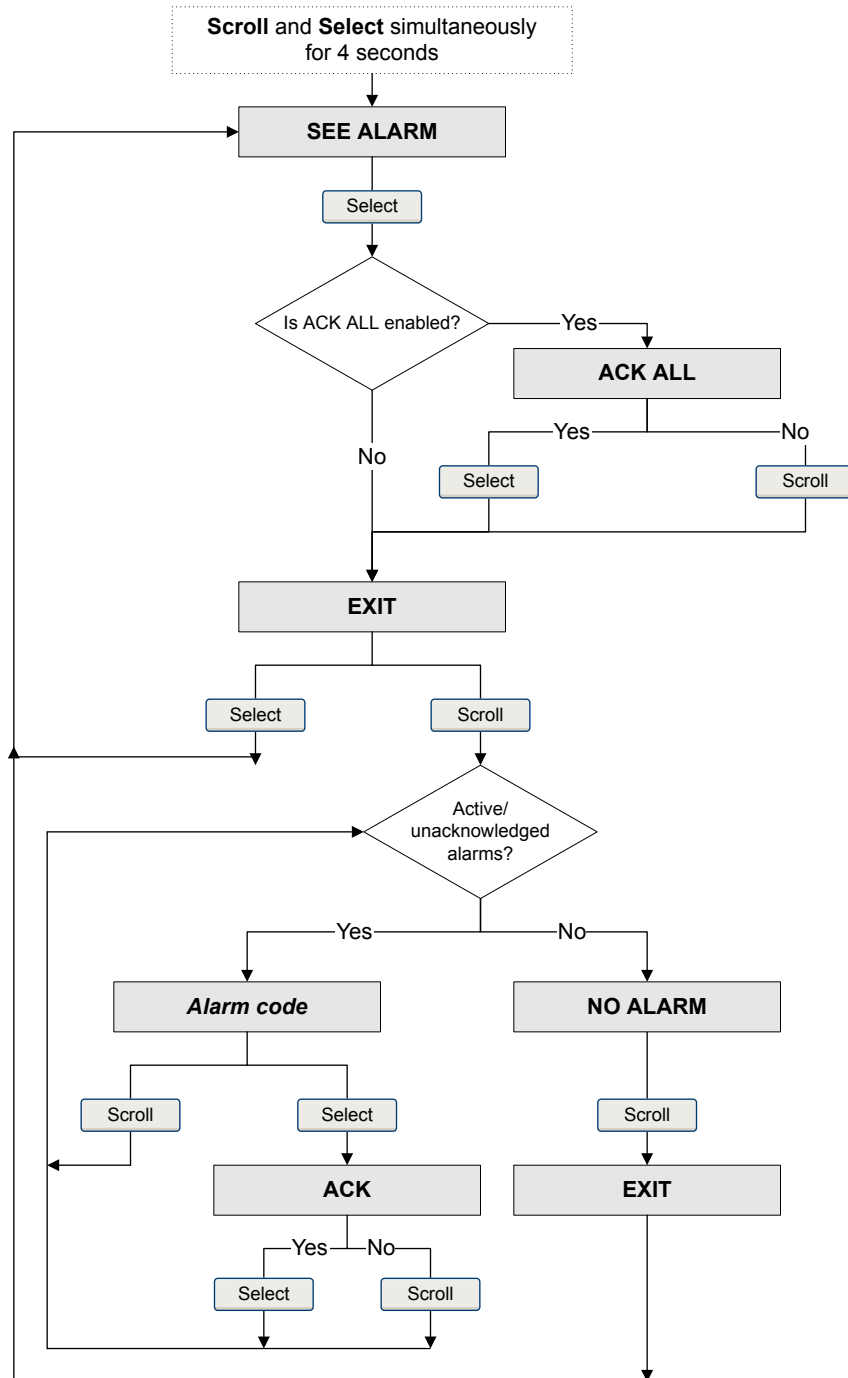 Scroll and Select simultaneously
for 4 seconds
SEE ALARM
Select
Is ACK ALL enabled?
Yes
ACK ALL
No
Yes
No
Select
Scroll
EXIT
Select
Scroll
Active/
unacknowledged
alarms?
Yes
No
Alarm code
NO ALARM
Scroll
Select
Scroll
ACK
EXIT
Yes
No
Select
Scroll